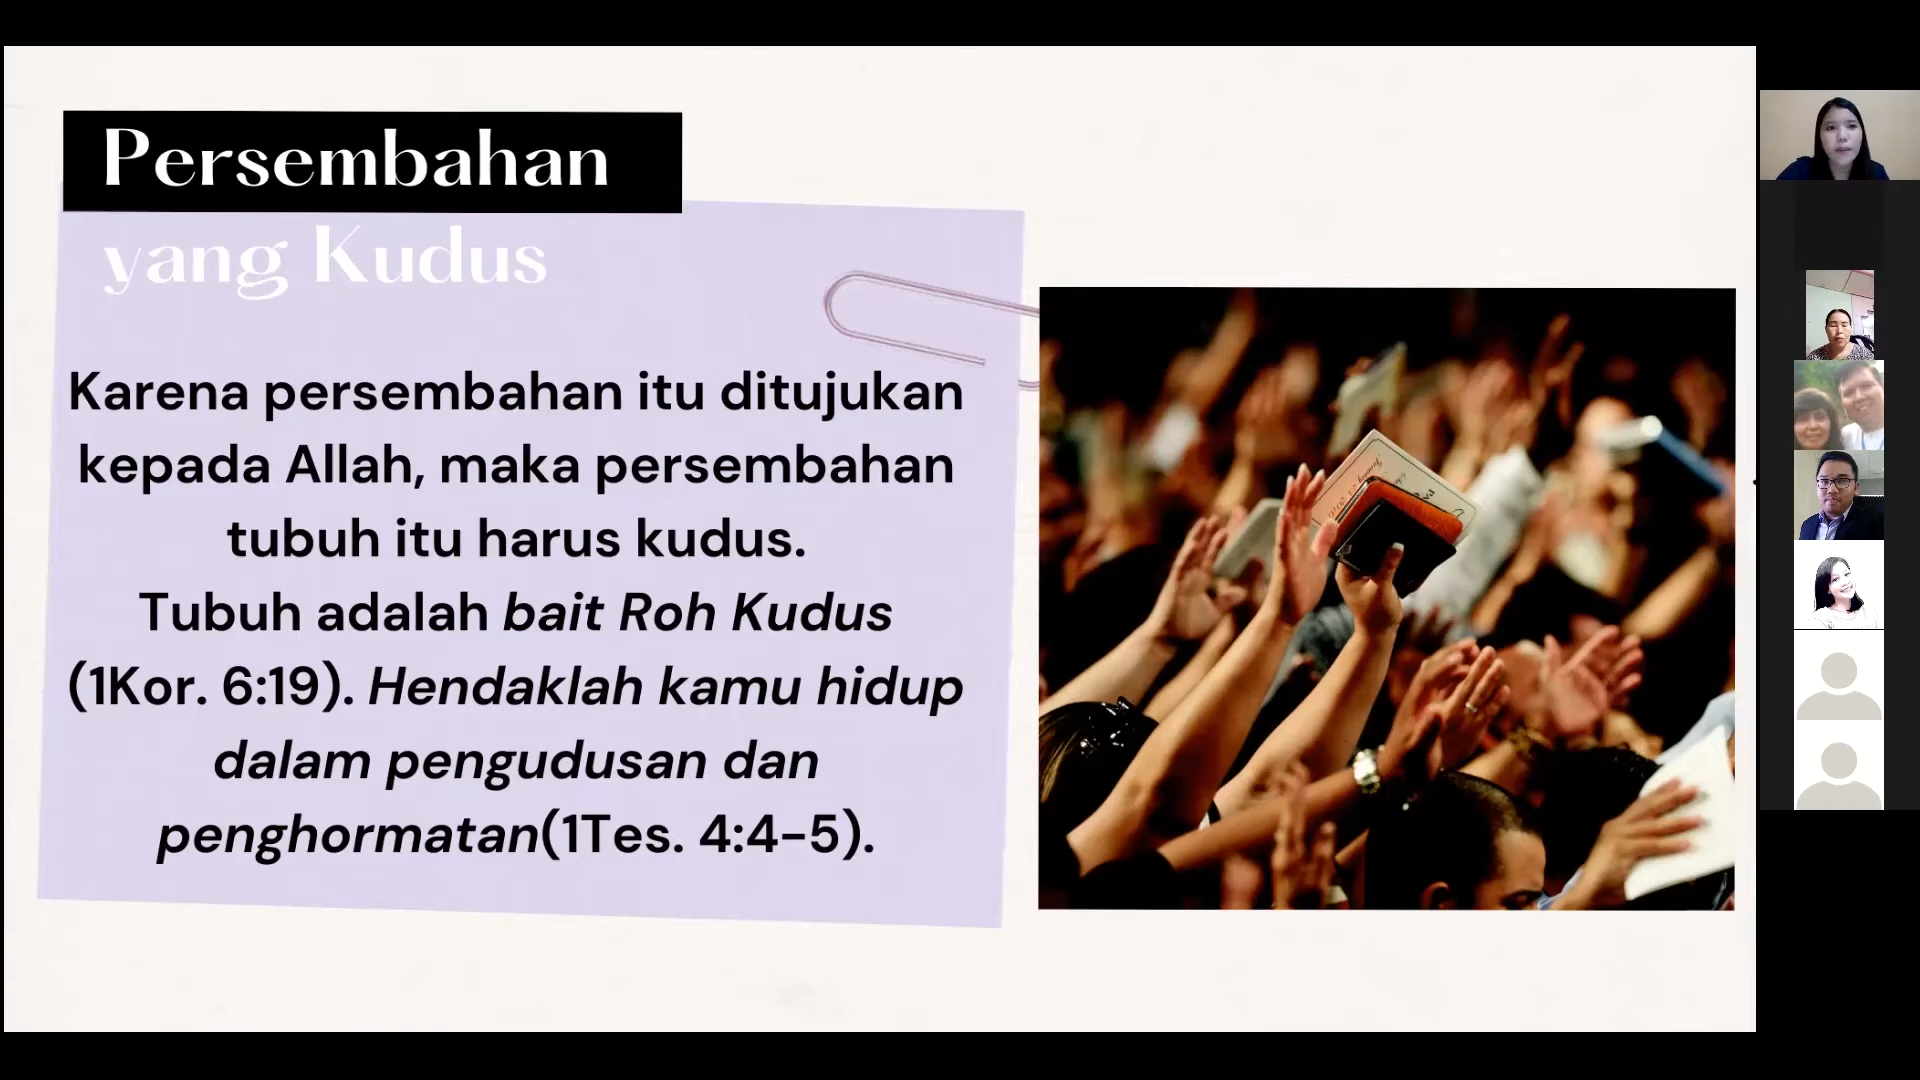 Persembahan
yang Kudus
Karena persembahan itu ditujukan
kepada Allah, maka persembahan
tubuh itu harus kudus.
Tubuh adalah bait Roh Kudus
(1Kor. 6:19). Hendaklah kamu hidup
dalam pengudusan dan
penghormatan(1Tes. 4:4-5).